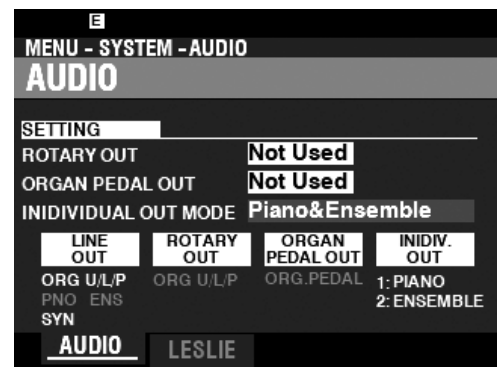 E
MENU - SYSTEM - AUDIO
AUDIO
SETTING
ROTARY OUT Not Used
ORGAN PEDAL OUT Not Used
INIDIVIDUAL OUT MODE Piano&Ensemble
LINE OUT ROTARY OUT ORGAN PEDAL OUT INIDIV. OUT
ORG U/L/P ORG U/L/P ORG.PEDAL 1: PIANO
PNO ENS 2: ENSEMBLE
SYN
AUDIO LESLIE